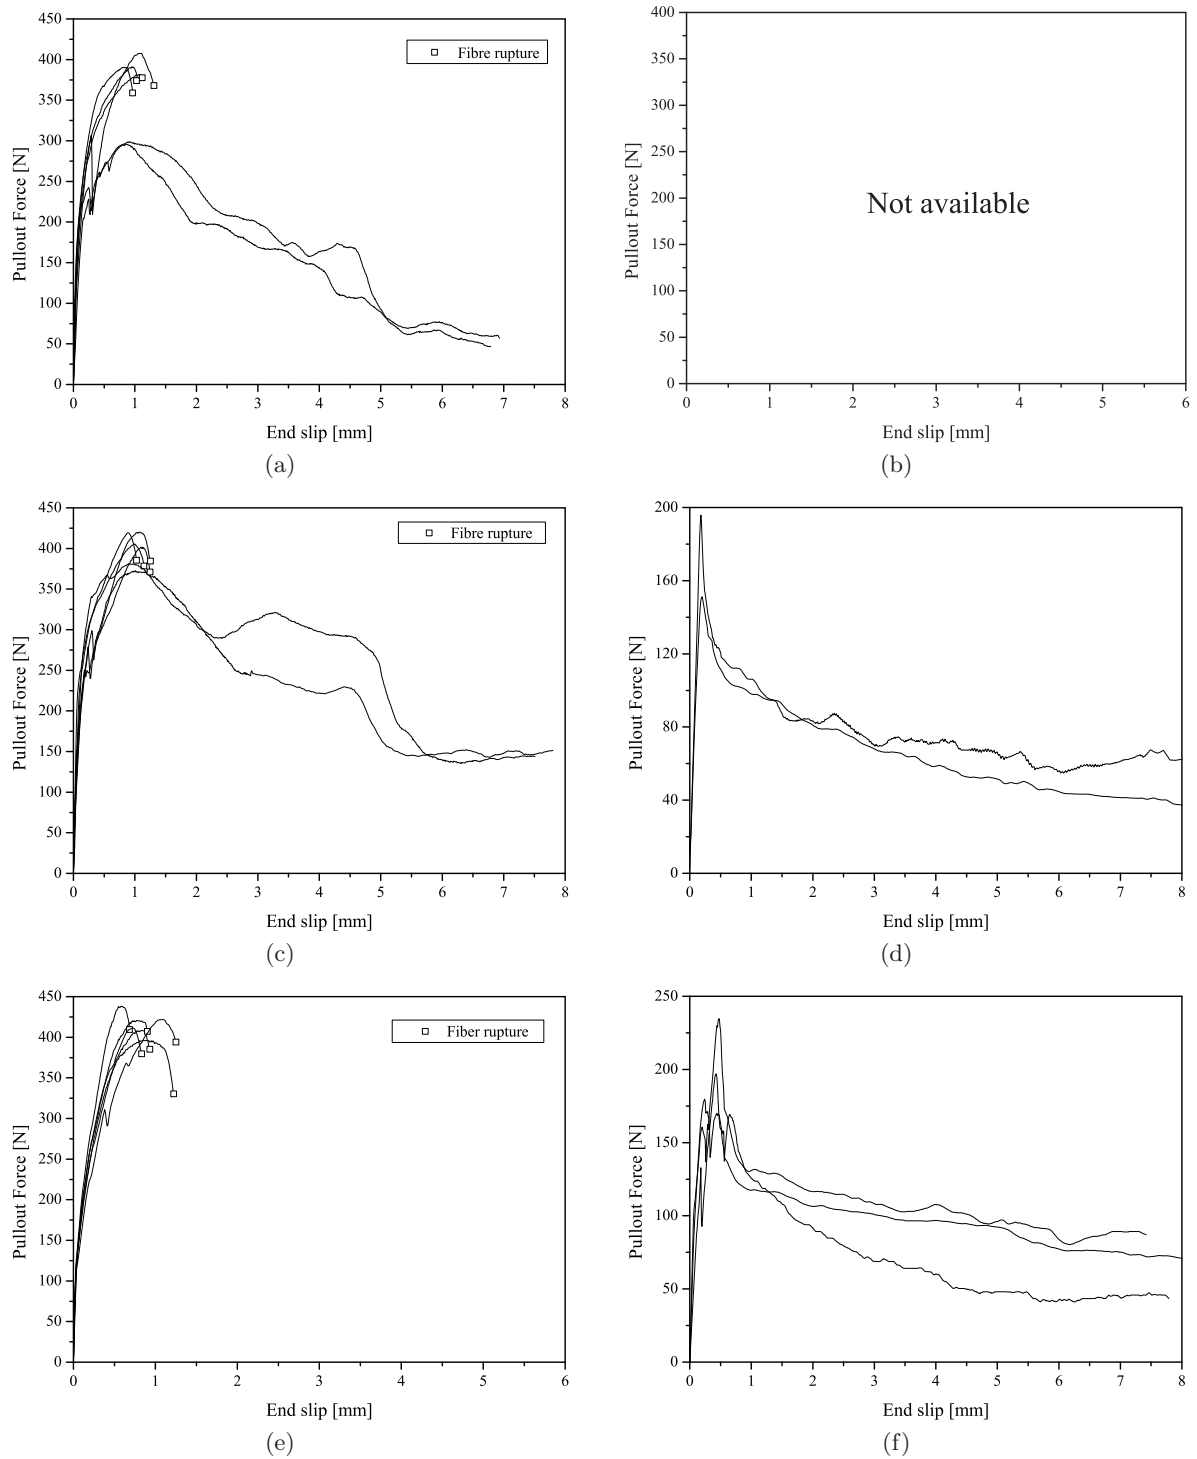 450
400
350
300
250
200
150
100
50
0
Pullout Force [N]
Fibre rupture
0 1 2 3 4 5 6 7 8
End slip [mm]
(a)
400
350
300
250
200
150
100
50
0
Pullout Force [N]
Not available
0 1 2 3 4 5 6
End slip [mm]
(b)
450
400
350
300
250
200
150
100
50
0
Pullout Force [N]
Fibre rupture
0 1 2 3 4 5 6 7 8
End slip [mm]
(c)
200
160
120
80
40
0
Pullout Force [N]
0 1 2 3 4 5 6 7 8
End slip [mm]
(d)
450
400
350
300
250
200
150
100
50
0
Pullout Force [N]
Fiber rupture
0 1 2 3 4 5 6
End slip [mm]
(e)
250
200
150
100
50
0
Pullout Force [N]
0 1 2 3 4 5 6 7 8
End slip [mm]
(f)